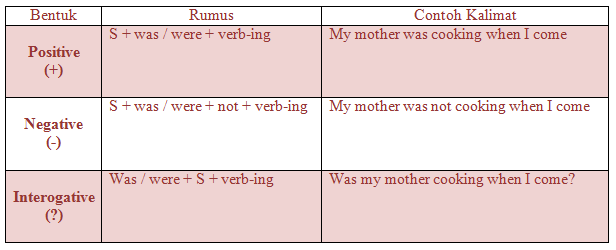 Bentuk Rumus Contoh Kalimat
Positive
(+)
S + was / were + verb-ing
My mother was cooking when I come
Negative
(-)
S + was / were + not + verb-ing
My mother was not cooking when I come
Interogative
(?)
Was / were + S + verb-ing
Was my mother cooking when I come?